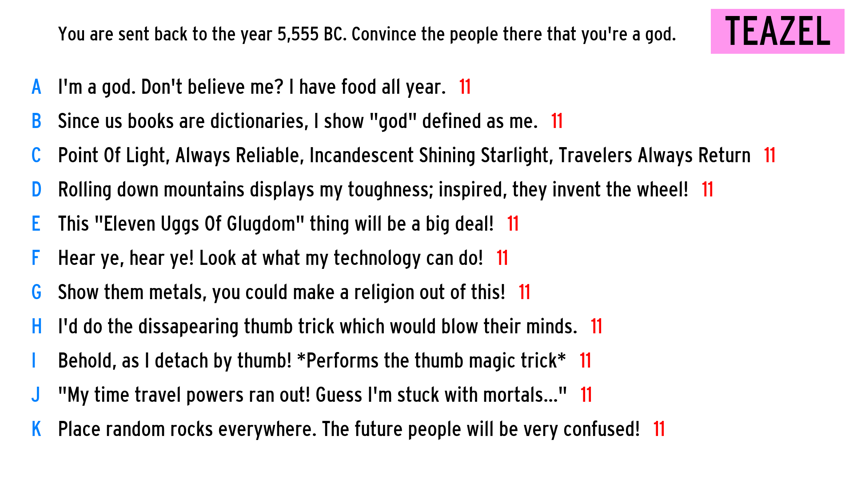 You are sent back to the year 5,555 BC. Convince the people there that you're a god. TEAZEL
A I'm a god. Don't believe me? I have food all year. 11
B Since us books are dictionaries, I show "god" defined as me. 11
C Point Of Light, Always Reliable, Incandescent Shining Starlight, Travelers Always Return 11
D Rolling down mountains displays my toughness; inspired, they invent the wheel! 11
E This "Eleven Uggs Of Glugdom" thing will be a big deal! 11
F Hear ye, hear ye! Look at what my technology can do! 11
G Show them metals, you could make a religion out of this! 11
H I'd do the dissapearing thumb trick which would blow their minds. 11
I Behold, as I detach by thumb! *Performs the thumb magic trick* 11
J "My time travel powers ran out! Guess I'm stuck with mortals..." 11
K Place random rocks everywhere. The future people will be very confused! 11